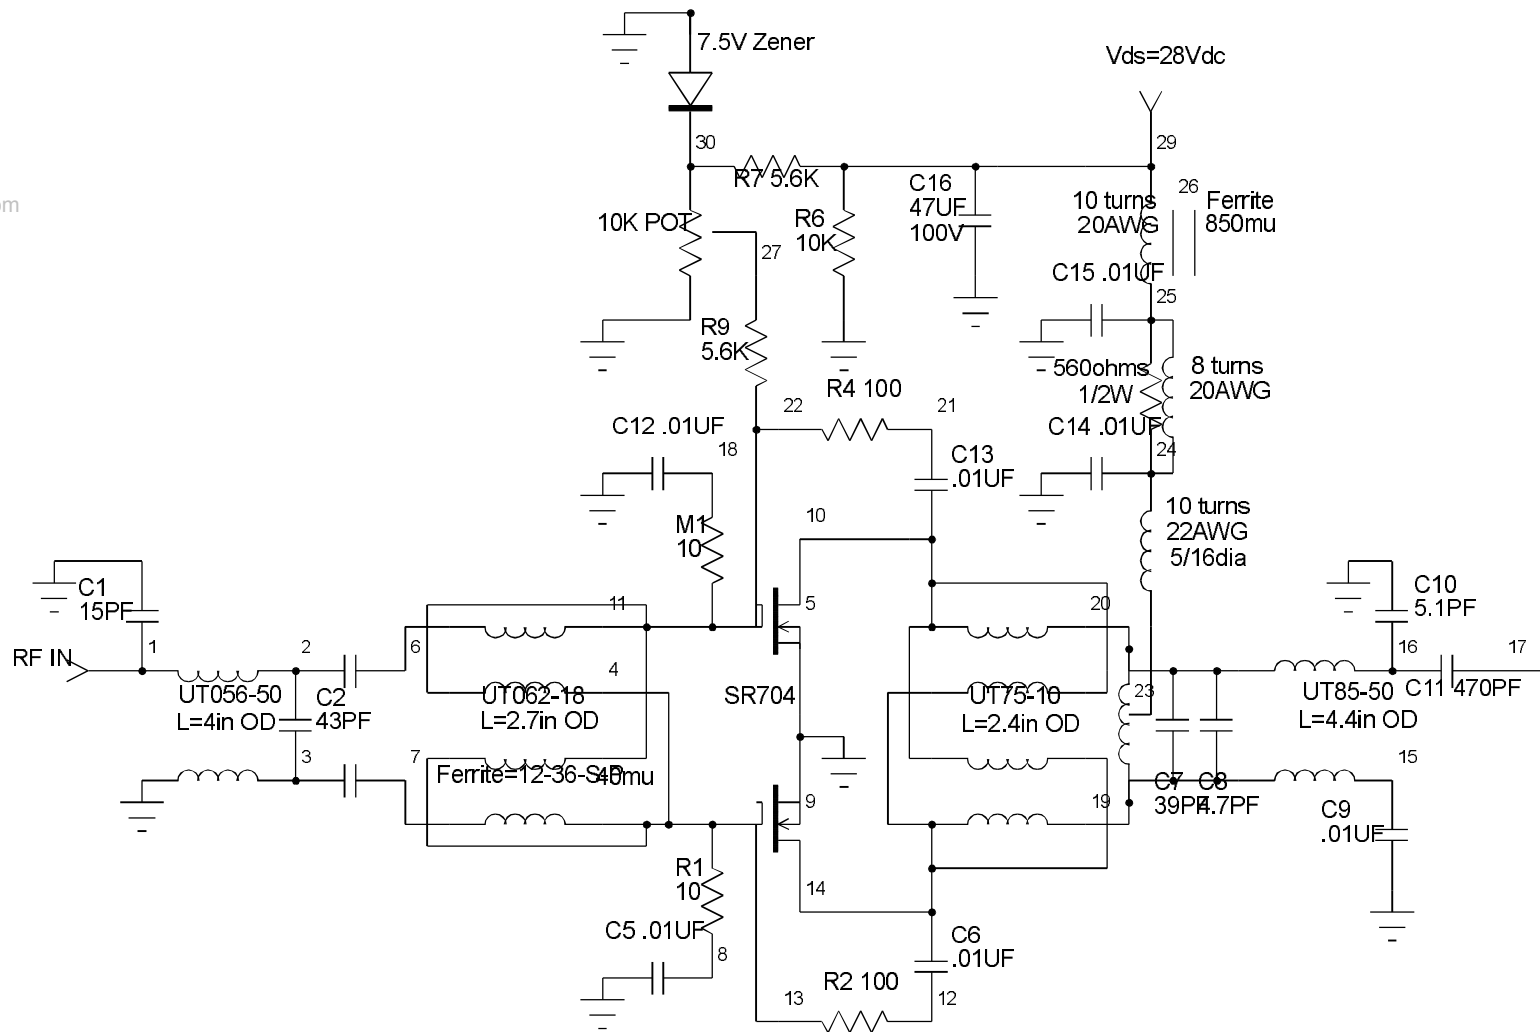 7.5V Zener
Vds=28Vdc
30
29
R7 5.6K
C16
47UF
100V
10 turns
20AWG
26
Ferrite
850mu
om
10K POT
R6
10K
27
C15 .01UF
25
R9
5.6K
560ohms
1/2W
8 turns
20AWG
R4 100
22
21
C12 .01UF
C14 .01UF
18
24
C13
.01UF
10
10 turns
22AWG
5/16dia
M1
10
C1
15PF
C10
5.1PF
11
5
20
1
2
6
16
17
RF IN
4
UT056-50
L=4in OD
C2
43PF
UT062-18
L=2.7in OD
SR704
UT75-10
L=2.4in OD
23
UT85-50
L=4.4in OD
C11 470PF
3
7
15
Ferrite=12-36-S-P
40mu
C7
39PF
C8
4.7PF
9
19
C9
.01UF
R1
10
14
C5 .01UF
8
C6
.01UF
R2 100
13
12